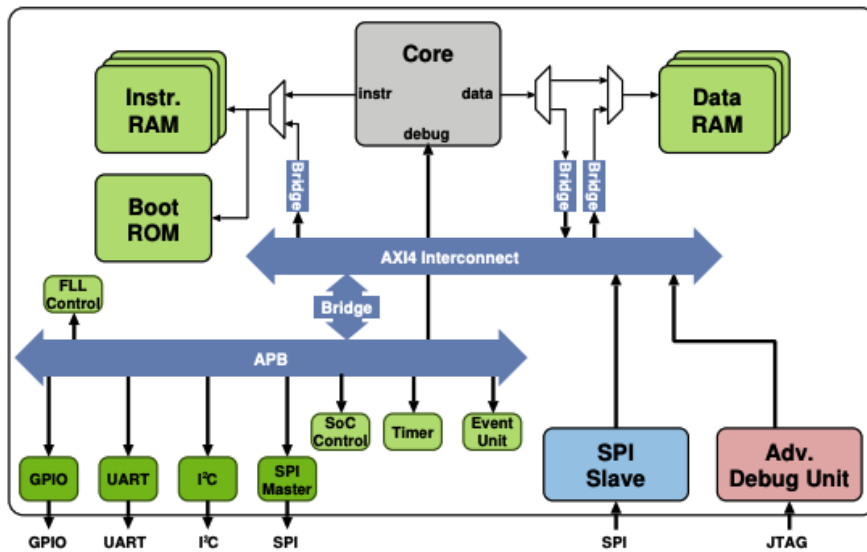 Core
instr
data
debug
Instr.
RAM
Data
RAM
Boot
ROM
Bridge
Bridge
Bridge
AXI4 Interconnect
FLL
Control
Bridge
APB
SoC
Control
Timer
Event
Unit
GPIO
UART
I²C
SPI
Master
SPI
Slave
Adv.
Debug Unit
GPIO
UART
I²C
SPI
SPI
JTAG